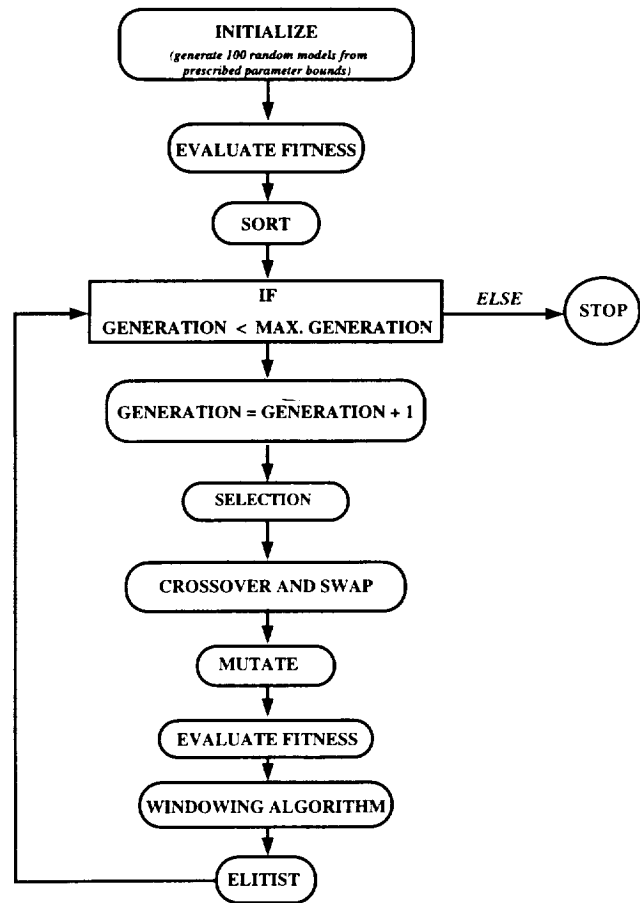 INITIALIZE
(generate 100 random models from
prescribed parameter bounds)
EVALUATE FITNESS
SORT
IF
GENERATION < MAX. GENERATION
ELSE
STOP
GENERATION = GENERATION + 1
SELECTION
CROSSOVER AND SWAP
MUTATE
EVALUATE FITNESS
WINDOWING ALGORITHM
ELITIST